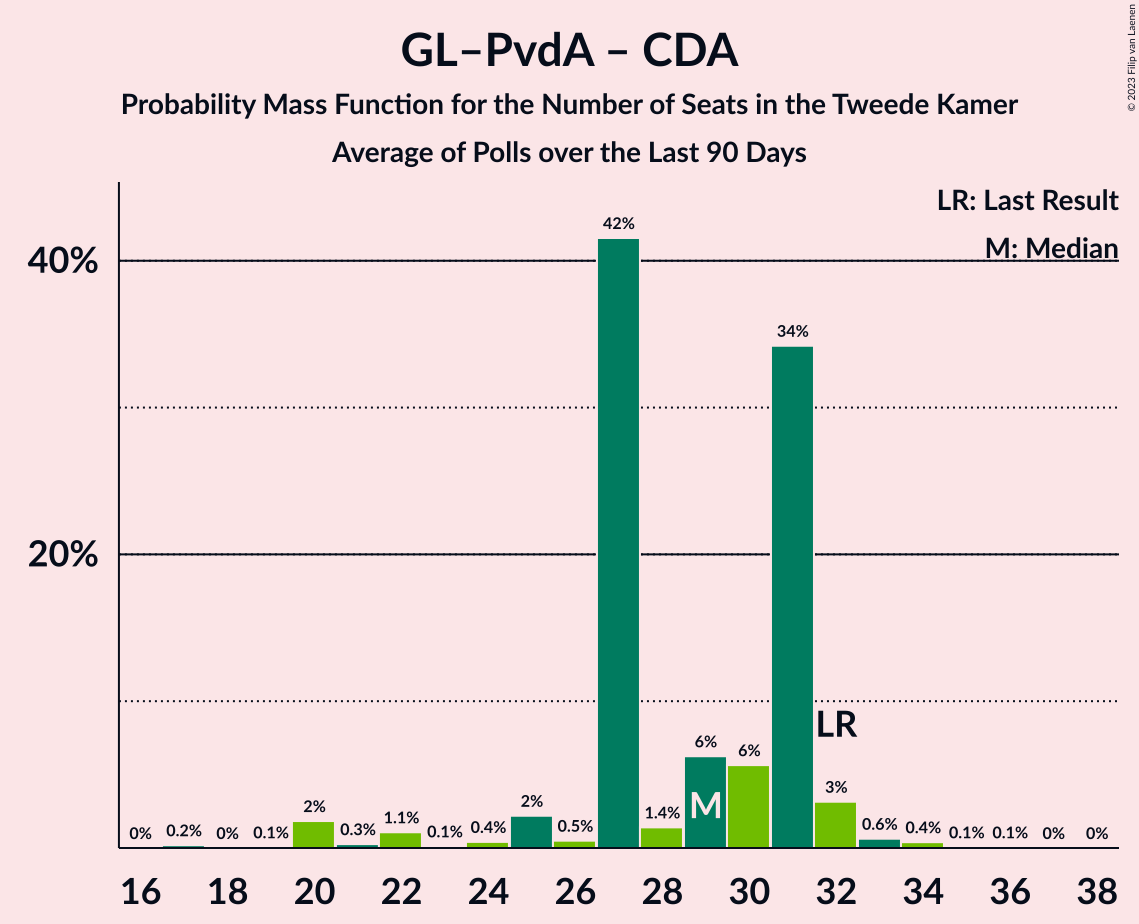 GL–PvdA – CDA
Probability Mass Function for the Number of Seats in the Tweede Kamer
Average of Polls over the Last 90 Days
© 2023 Filip van Laenen
LR: Last Result
M: Median
40%
20%
0%
0.2%
0%
0.1%
2%
0.3%
1.1%
0.1%
0.4%
2%
0.5%
42%
1.4%
6%
6%
34%
3%
0.6%
0.4%
0.1%
0.1%
0%
0%
M
LR
16 18 20 22 24 26 28 30 32 34 36 38